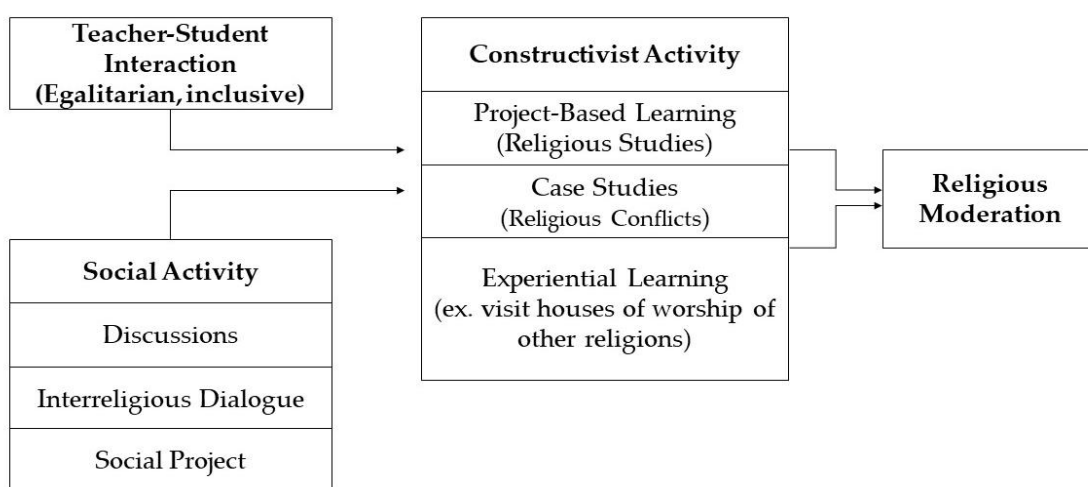 Teacher-Student
Interaction
(Egalitarian, inclusive)
Social Activity
Discussions
Interreligious Dialogue
Social Project
Constructivist Activity
Project-Based Learning
(Religious Studies)
Case Studies
(Religious Conflicts)
Experiential Learning
(ex. visit houses of worship of
other religions)
Religious
Moderation